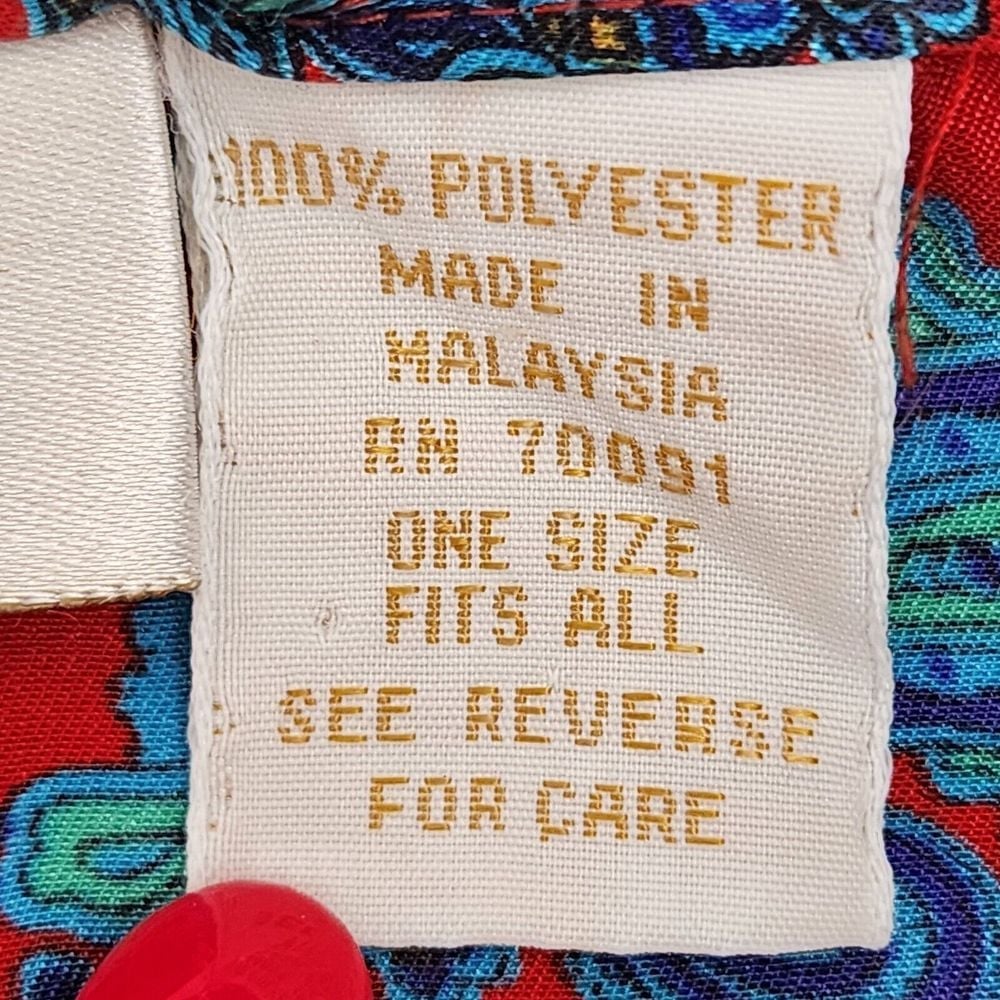 100% POLYESTER
MADE IN
MALAYSIA
RN 70091
ONE SIZE
FITS ALL
SEE REVERSE
FOR CARE